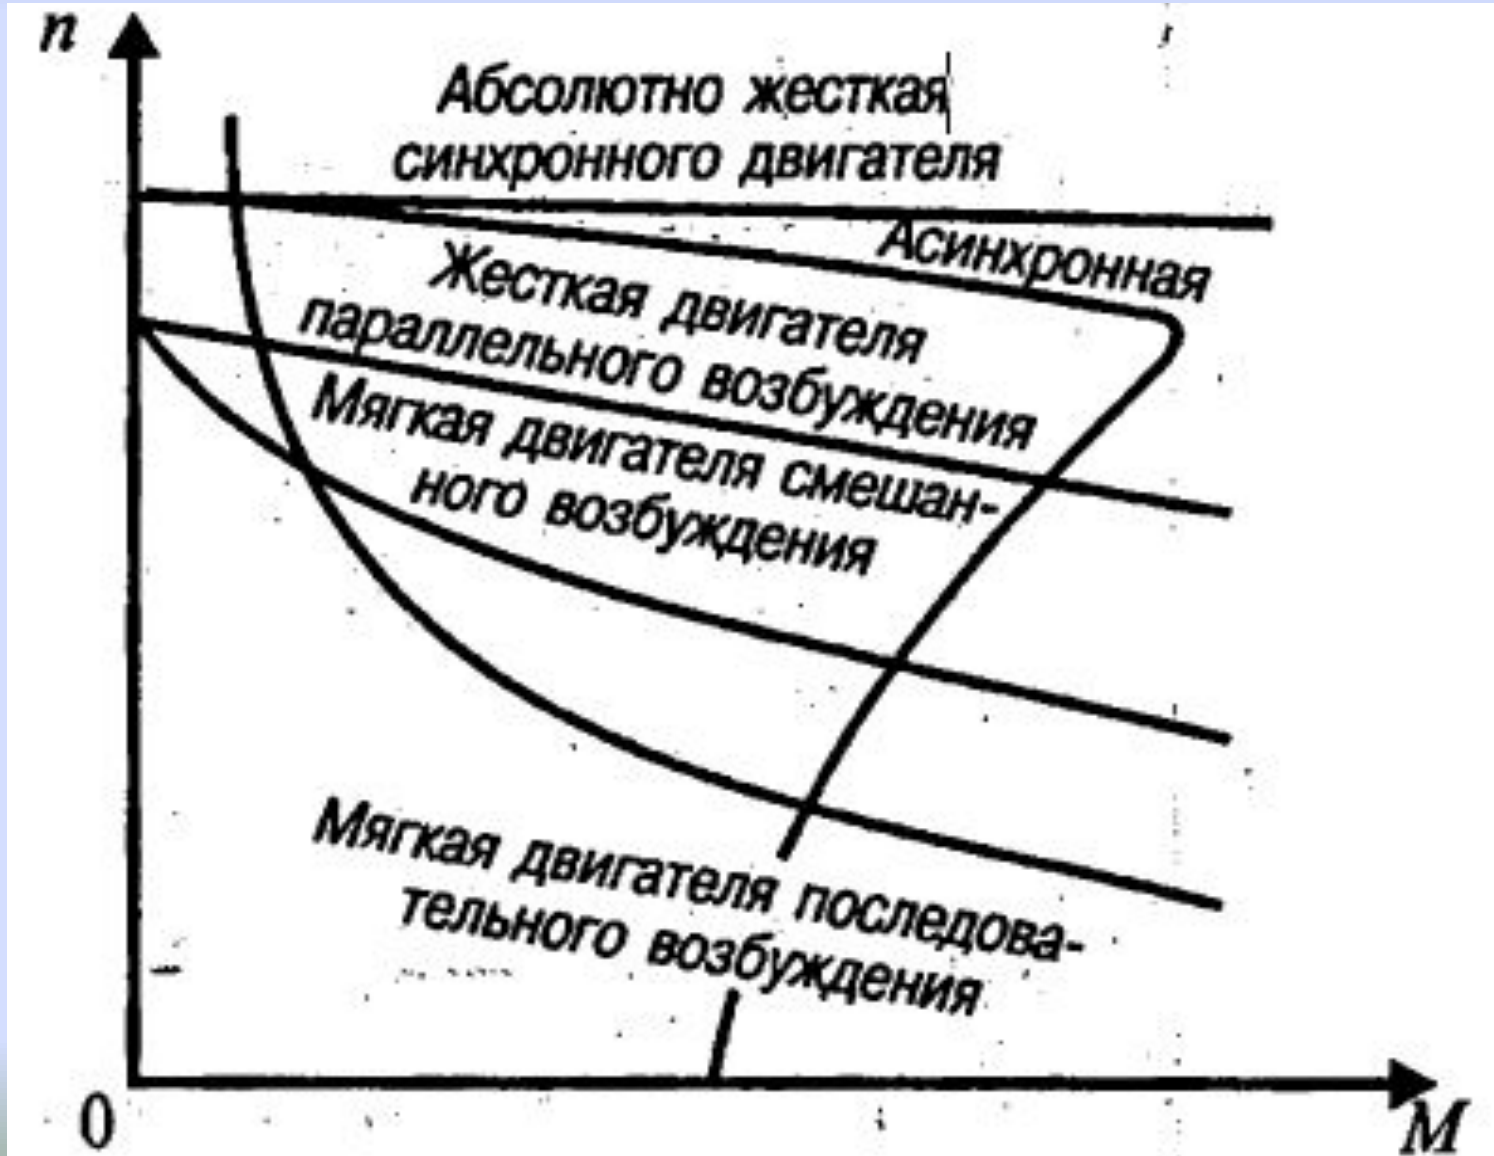 n
Абсолютно жесткая
синхронного двигателя
Асинхронная
Жесткая двигателя
параллельного возбуждения
Мягкая двигателя смешан-
ного возбуждения
Мягкая двигателя последова-
тельного возбуждения
0
M